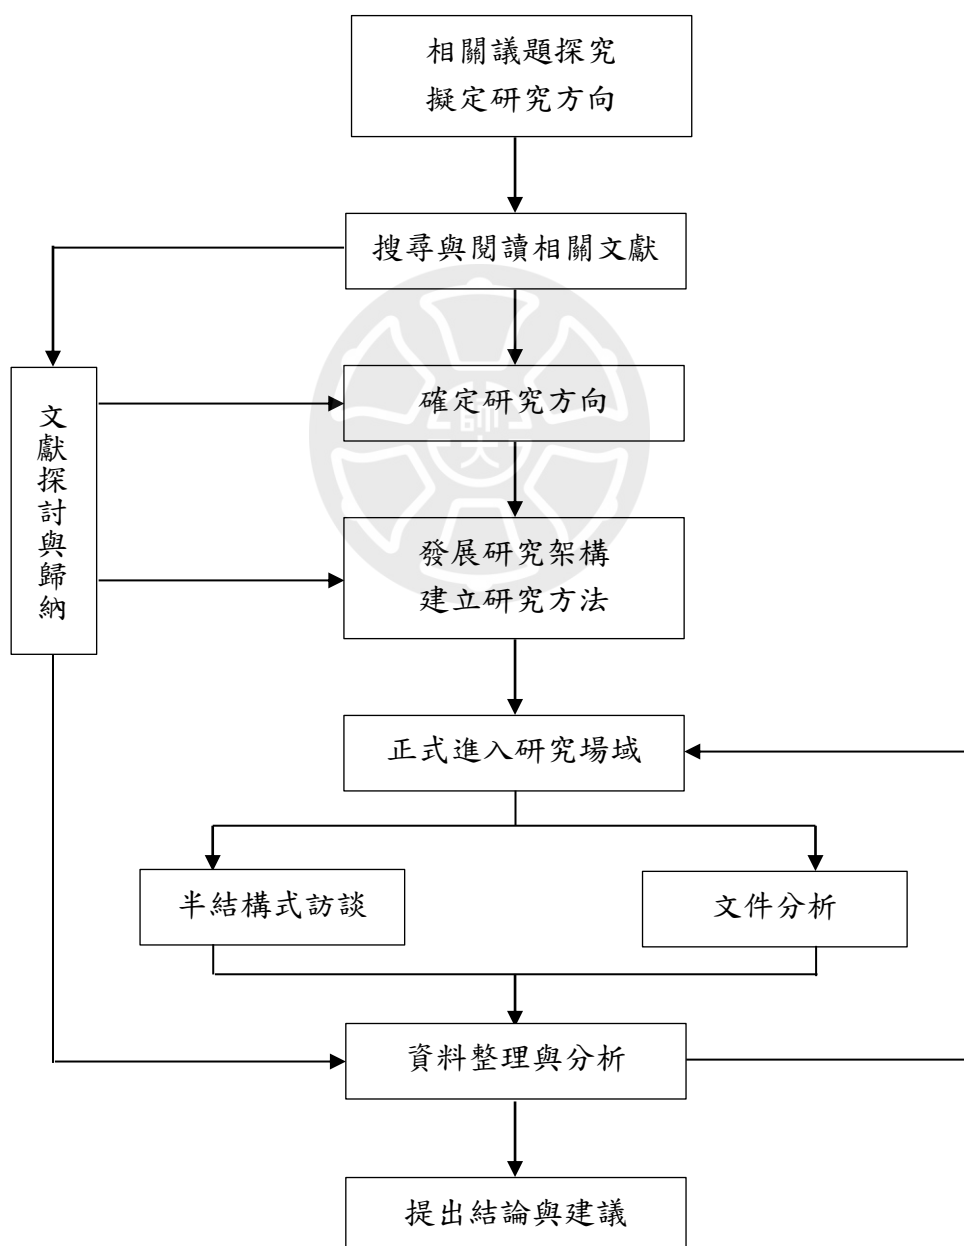 相關議題探究
擬定研究方向
搜尋與閱讀相關文獻
文獻探討與歸納
確定研究方向
師大
發展研究架構
建立研究方法
正式進入研究場域
半結構式訪談
文件分析
資料整理與分析
提出結論與建議